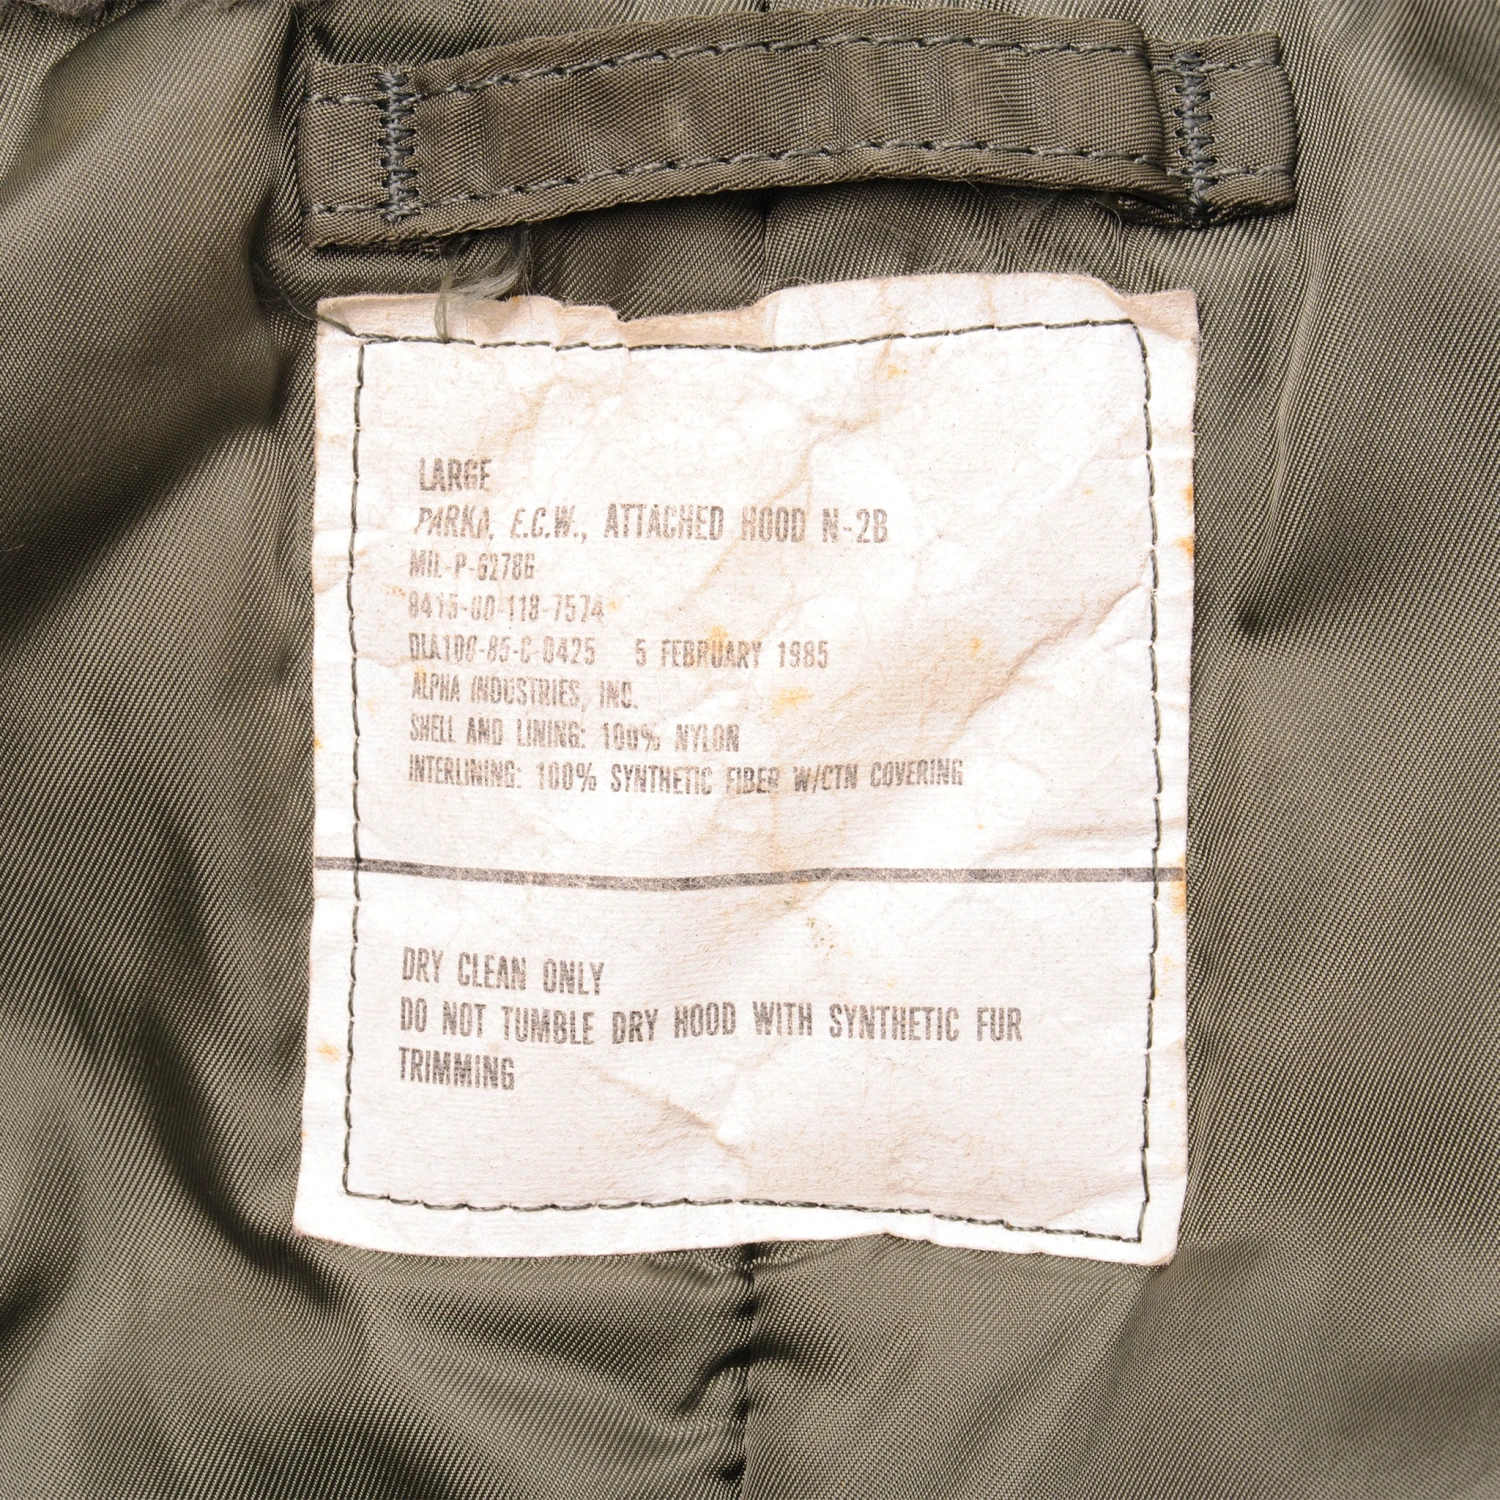 LARGE
PARKA, E.C.W., ATTACHED HOOD N-2B
MIL-P-6278G
8415-00-118-7574
DLA100-85-C-0425 5 FEBRUARY 1985
ALPHA INDUSTRIES, INC.
SHELL AND LINING: 100% NYLON
INTERLINING: 100% SYNTHETIC FIBER W/CTN COVERING
DRY CLEAN ONLY
DO NOT TUMBLE DRY HOOD WITH SYNTHETIC FUR
TRIMMING